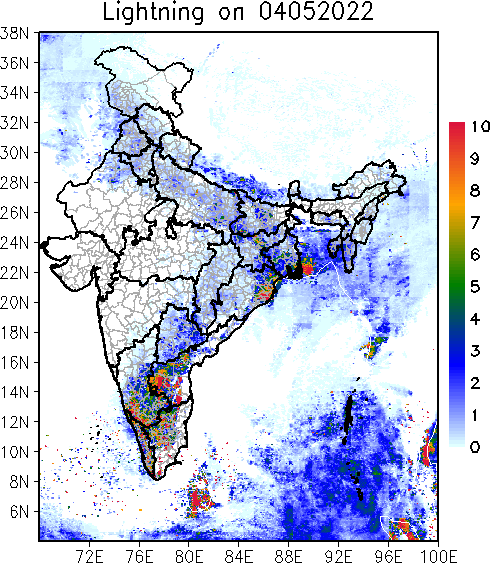 Lightning on 04052022
38N
36N
34N
32N
30N
28N
26N
24N
22N
20N
18N
16N
14N
12N
10N
8N
6N
72E 76E 80E 84E 88E 92E 96E 100E
10
9
8
7
6
5
4
3
2
1
0